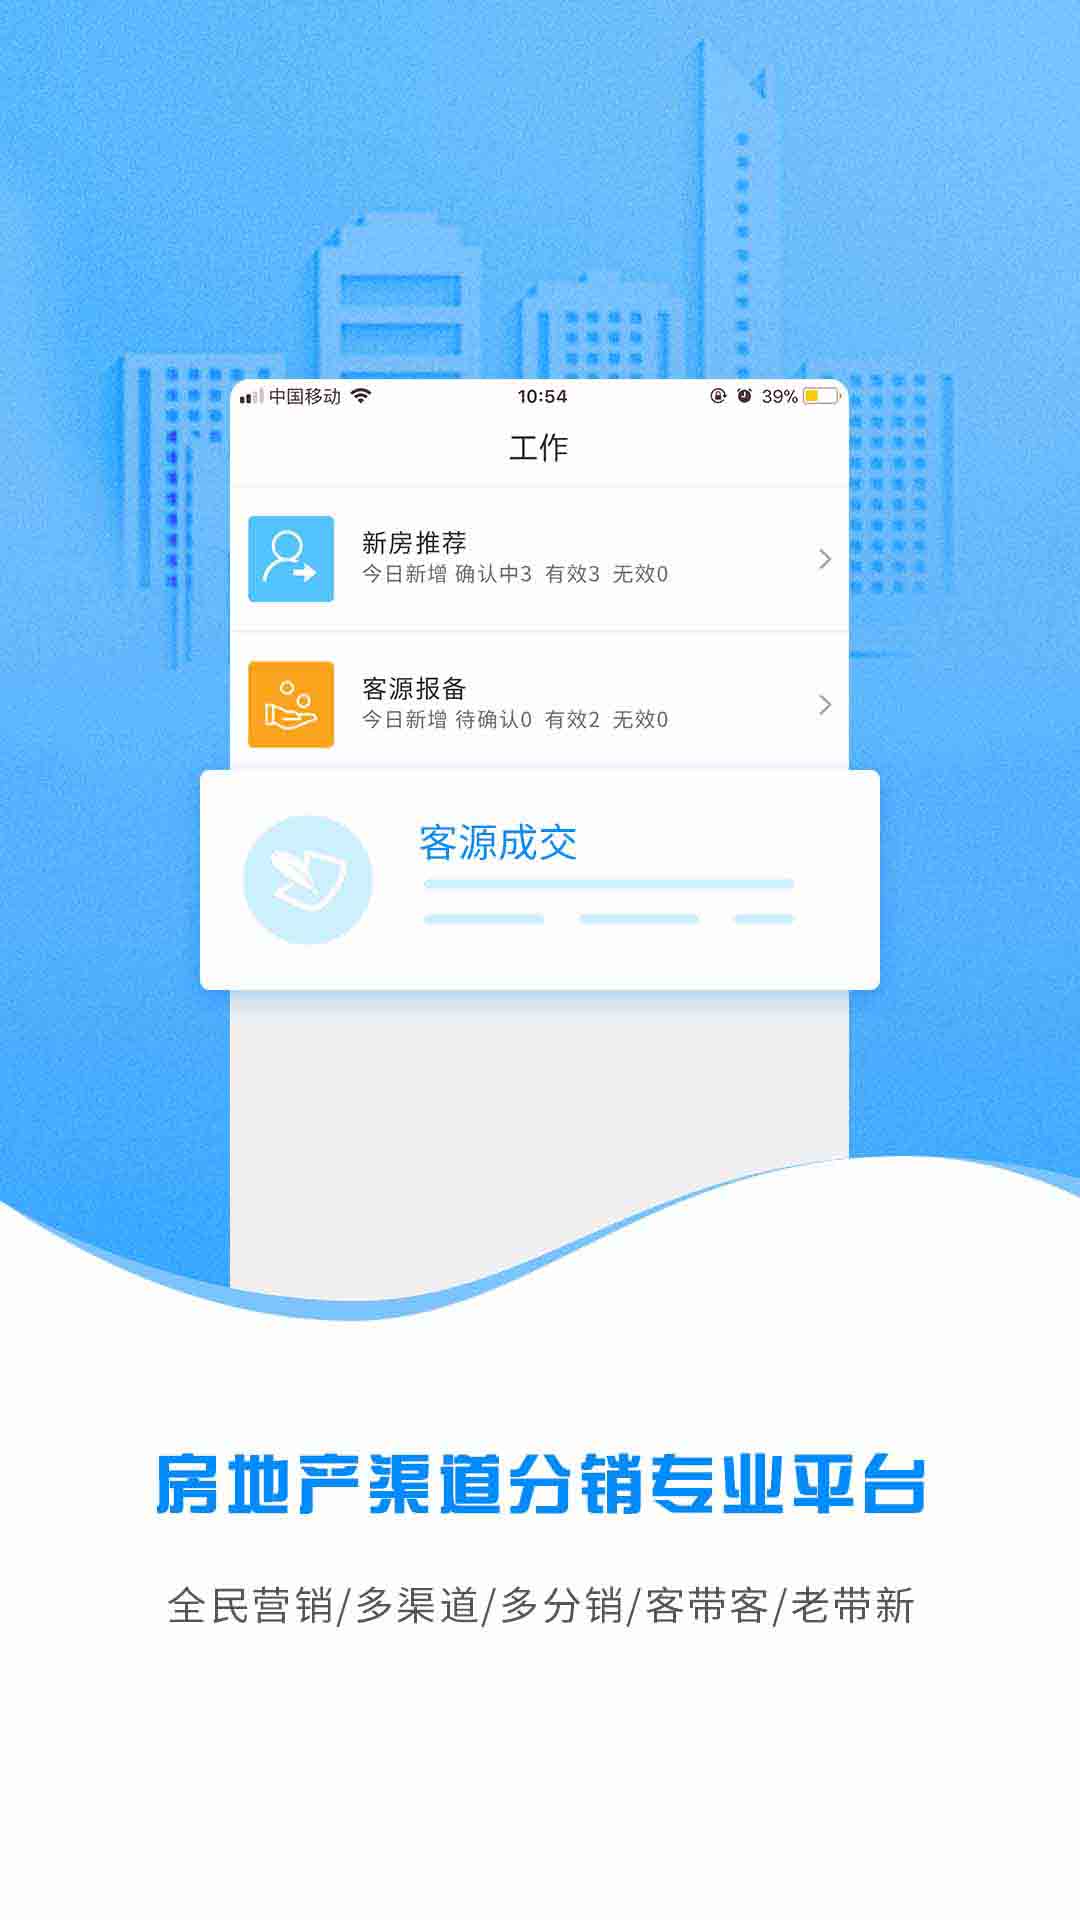 中国移动 10:54 39%
工作
新房推荐
今日新增 确认中3 有效3 无效0
客源报备
今日新增 待确认0 有效2 无效0
客源成交
房地产渠道分销专业平台
全民营销/多渠道/多分销/客带客/老带新